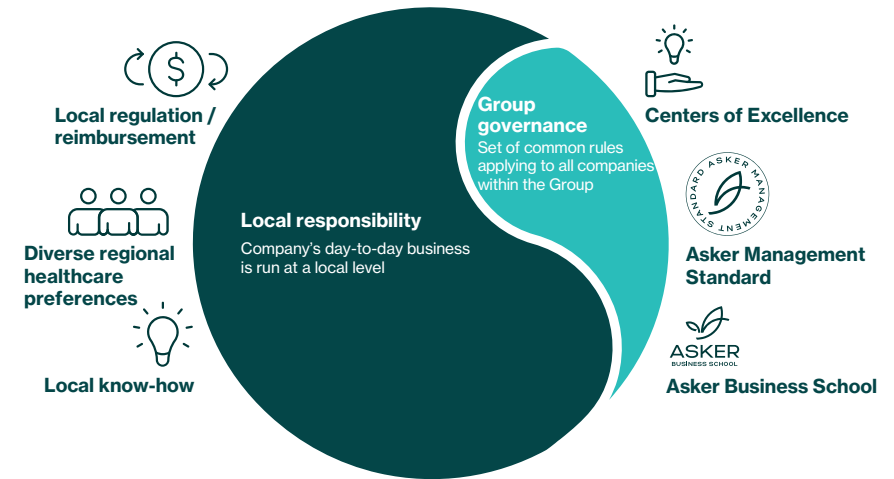 Local regulation /
reimbursement
Diverse regional
healthcare
preferences
Local know-how
Local responsibility
Company's day-to-day business
is run at a local level
Group
governance
Set of common rules
applying to all companies
within the Group
$
Centers of Excellence
ASKER MANAGEMENT STANDARD
Asker Management
Standard
ASKER
BUSINESS SCHOOL
Asker Business School